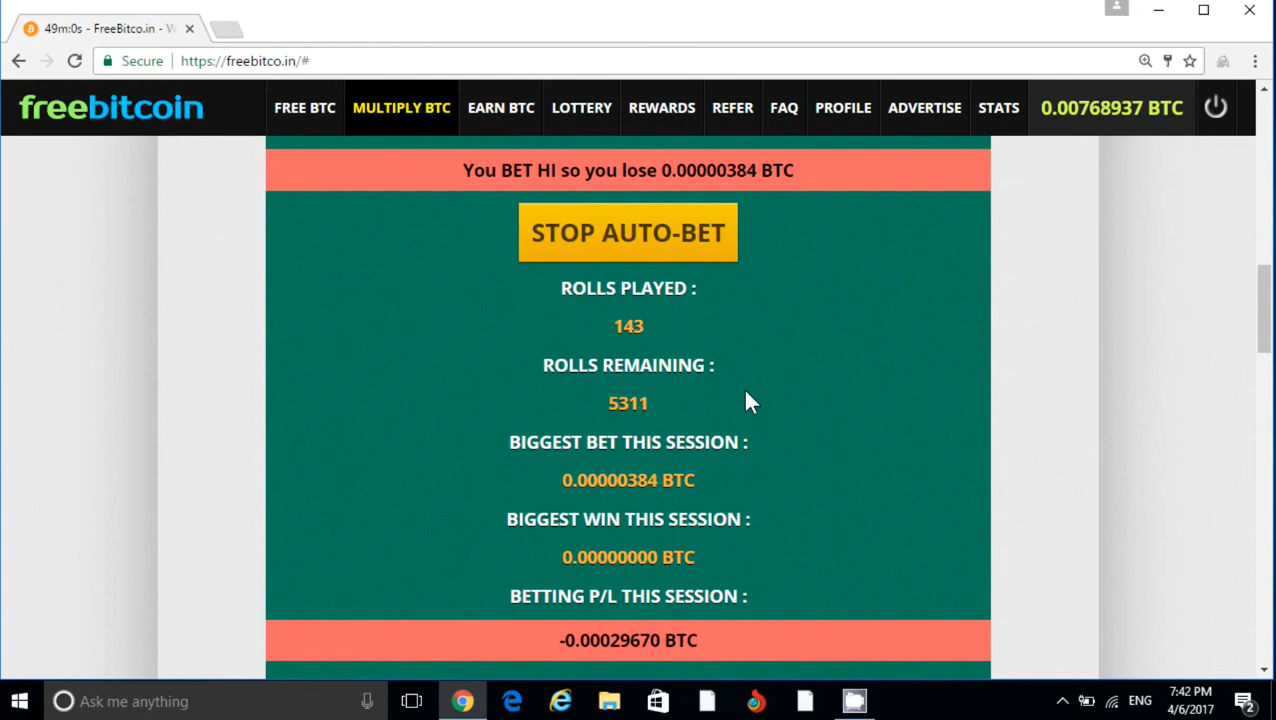 49m:0s - FreeBitco.in - W
Secure https://freebitco.in/#
freebitcoin FREE BTC MULTIPLY BTC EARN BTC LOTTERY REWARDS REFER FAQ PROFILE ADVERTISE STATS 0.00768937 BTC
You BET HI so you lose 0.00000384 BTC
STOP AUTO-BET
ROLLS PLAYED :
143
ROLLS REMAINING :
5311
BIGGEST BET THIS SESSION :
0.00000384 BTC
BIGGEST WIN THIS SESSION :
0.00000000 BTC
BETTING P/L THIS SESSION :
-0.00029670 BTC
Ask me anything
ENG
7:42 PM
4/6/2017
2